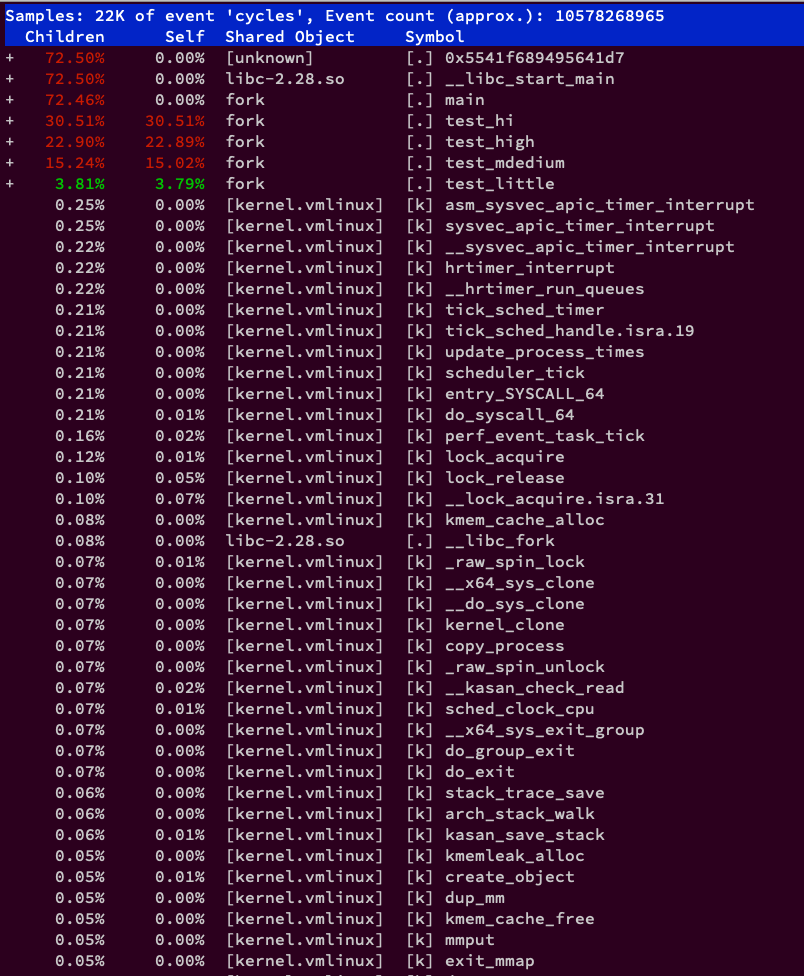 Samples: 22K of event 'cycles', Event count (approx.): 10578268965
Children Self Shared Object Symbol
+ 72.50% 0.00% [unknown] [.] 0x5541f689495641d7
+ 72.50% 0.00% libc-2.28.so [.] __libc_start_main
+ 72.46% 0.00% fork [.] main
+ 30.51% 30.51% fork [.] test_hi
+ 22.90% 22.89% fork [.] test_high
+ 15.24% 15.02% fork [.] test_mdedium
+ 3.81% 3.79% fork [.] test_little
0.25% 0.00% [kernel.vmlinux] [k] asm_sysvec_apic_timer_interrupt
0.25% 0.00% [kernel.vmlinux] [k] sysvec_apic_timer_interrupt
0.22% 0.00% [kernel.vmlinux] [k] __sysvec_apic_timer_interrupt
0.22% 0.00% [kernel.vmlinux] [k] hrtimer_interrupt
0.22% 0.00% [kernel.vmlinux] [k] __hrtimer_run_queues
0.21% 0.00% [kernel.vmlinux] [k] tick_sched_timer
0.21% 0.00% [kernel.vmlinux] [k] tick_sched_handle.isra.19
0.21% 0.00% [kernel.vmlinux] [k] update_process_times
0.21% 0.00% [kernel.vmlinux] [k] scheduler_tick
0.21% 0.00% [kernel.vmlinux] [k] entry_SYSCALL_64
0.21% 0.01% [kernel.vmlinux] [k] do_syscall_64
0.16% 0.02% [kernel.vmlinux] [k] perf_event_task_tick
0.12% 0.01% [kernel.vmlinux] [k] lock_acquire
0.10% 0.05% [kernel.vmlinux] [k] lock_release
0.10% 0.07% [kernel.vmlinux] [k] __lock_acquire.isra.31
0.08% 0.00% [kernel.vmlinux] [k] kmem_cache_alloc
0.08% 0.00% libc-2.28.so [.] __libc_fork
0.07% 0.01% [kernel.vmlinux] [k] _raw_spin_lock
0.07% 0.00% [kernel.vmlinux] [k] __x64_sys_clone
0.07% 0.00% [kernel.vmlinux] [k] __do_sys_clone
0.07% 0.00% [kernel.vmlinux] [k] kernel_clone
0.07% 0.00% [kernel.vmlinux] [k] copy_process
0.07% 0.00% [kernel.vmlinux] [k] _raw_spin_unlock
0.07% 0.02% [kernel.vmlinux] [k] __kasan_check_read
0.07% 0.01% [kernel.vmlinux] [k] sched_clock_cpu
0.07% 0.00% [kernel.vmlinux] [k] __x64_sys_exit_group
0.07% 0.00% [kernel.vmlinux] [k] do_group_exit
0.07% 0.00% [kernel.vmlinux] [k] do_exit
0.06% 0.00% [kernel.vmlinux] [k] stack_trace_save
0.06% 0.00% [kernel.vmlinux] [k] arch_stack_walk
0.06% 0.01% [kernel.vmlinux] [k] kasan_save_stack
0.05% 0.00% [kernel.vmlinux] [k] kmemleak_alloc
0.05% 0.01% [kernel.vmlinux] [k] create_object
0.05% 0.00% [kernel.vmlinux] [k] dup_mm
0.05% 0.00% [kernel.vmlinux] [k] kmem_cache_free
0.05% 0.00% [kernel.vmlinux] [k] mmput
0.05% 0.00% [kernel.vmlinux] [k] exit_mmap